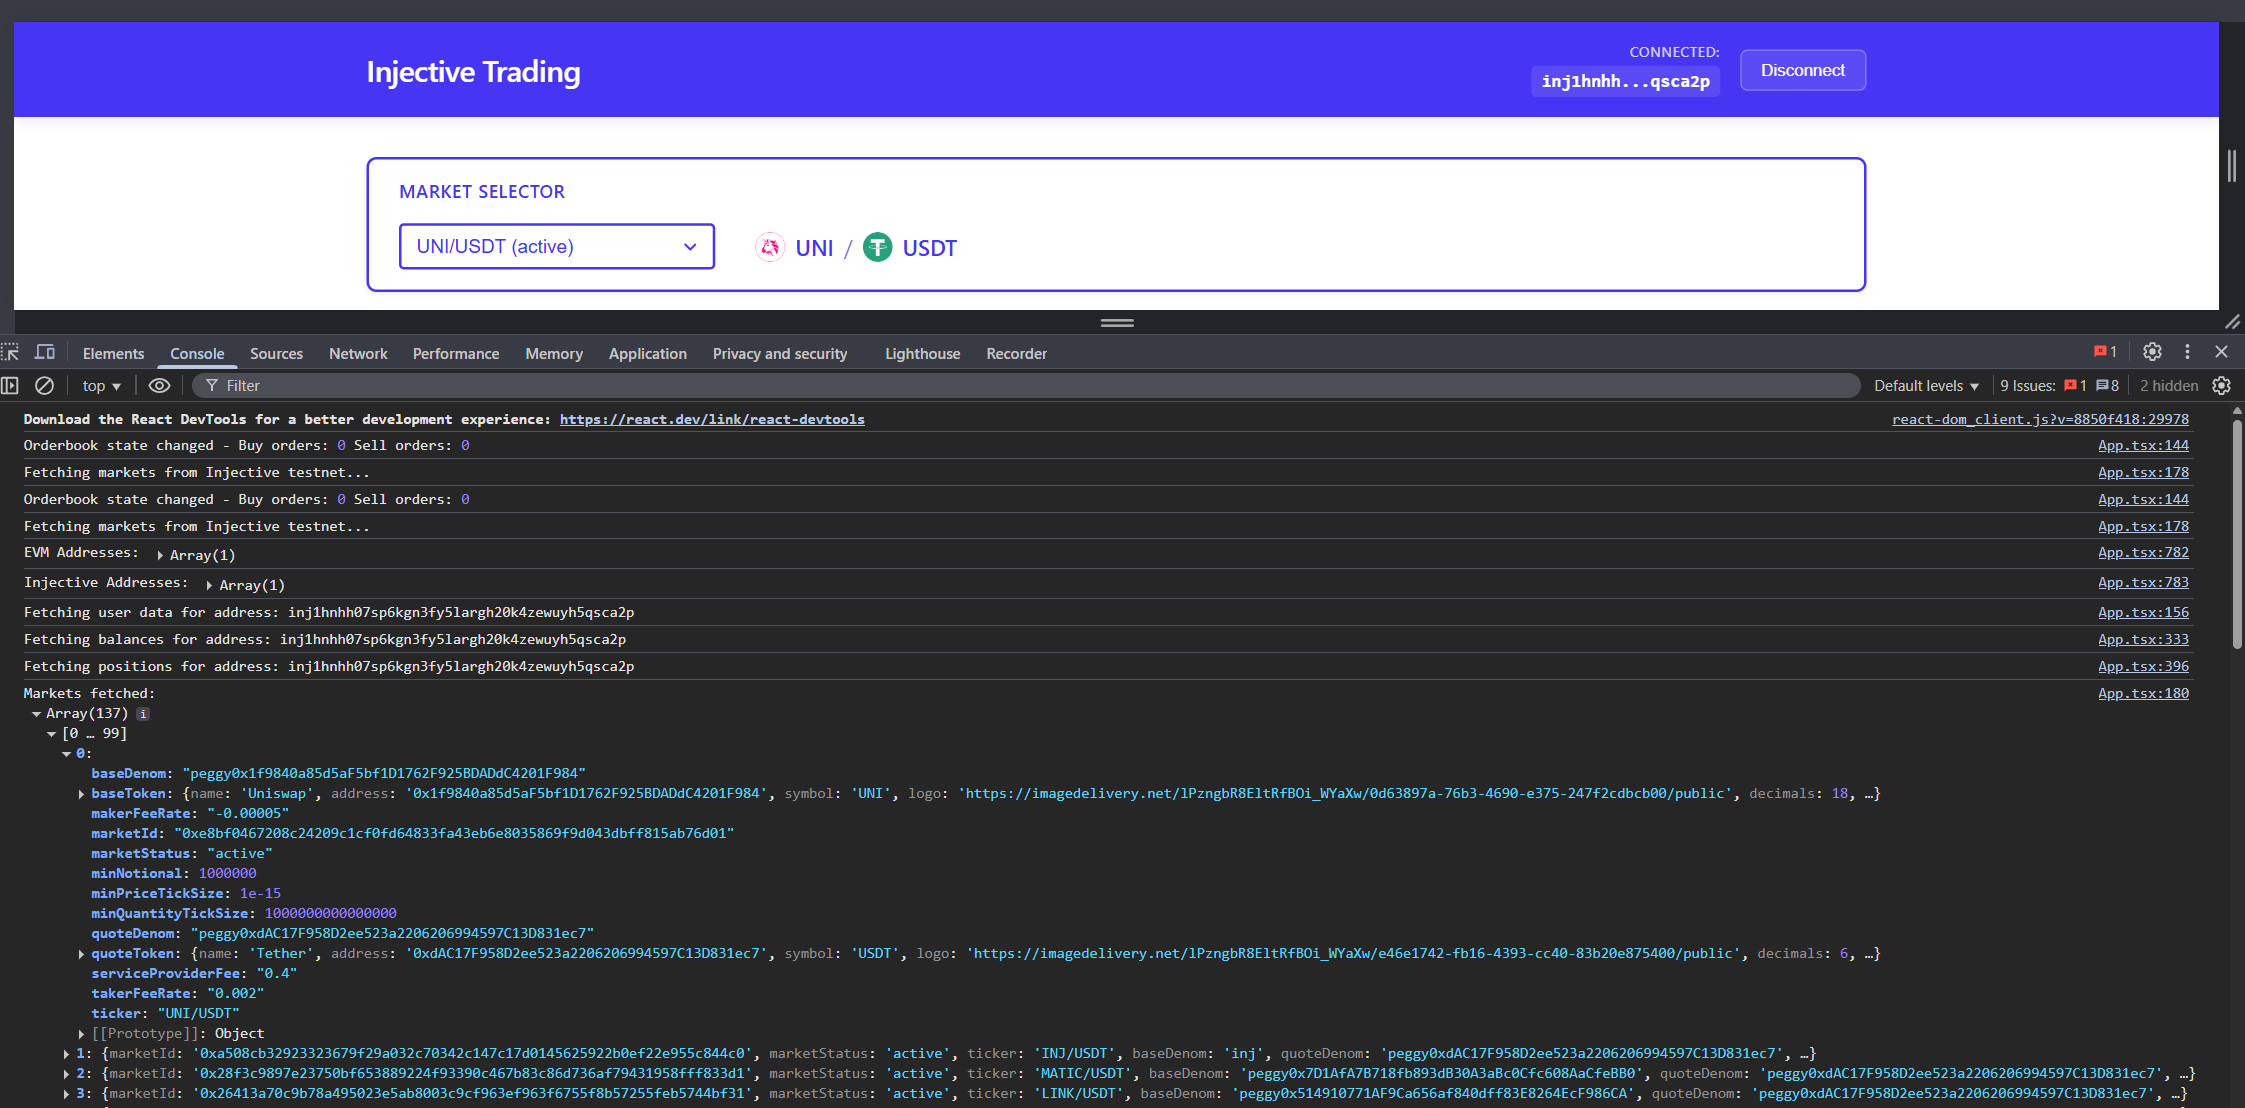 Injective Trading
CONNECTED:
inj1hnhh...qsca2p
Disconnect
MARKET SELECTOR
UNI/USDT (active)
UNI / USDT
Elements Console Sources Network Performance Memory Application Privacy and security Lighthouse Recorder 1
top Filter Default levels 9 Issues: 1 8 2 hidden
Download the React DevTools for a better development experience: https://react.dev/link/react-devtools react-dom_client.js?v=8850f418:29978
Orderbook state changed - Buy orders: 0 Sell orders: 0 App.tsx:144
Fetching markets from Injective testnet... App.tsx:178
Orderbook state changed - Buy orders: 0 Sell orders: 0 App.tsx:144
Fetching markets from Injective testnet... App.tsx:178
EVM Addresses: Array(1) App.tsx:782
Injective Addresses: Array(1) App.tsx:783
Fetching user data for address: inj1hnhh07sp6kgn3fy5largh20k4zewuyh5qsca2p App.tsx:156
Fetching balances for address: inj1hnhh07sp6kgn3fy5largh20k4zewuyh5qsca2p App.tsx:333
Fetching positions for address: inj1hnhh07sp6kgn3fy5largh20k4zewuyh5qsca2p App.tsx:396
Markets fetched: App.tsx:180
Array(137) i
[0 … 99]
0:
baseDenom: "peggy0x1f9840a85d5aF5bf1D1762F925BDADdC4201F984"
baseToken: {name: 'Uniswap', address: '0x1f9840a85d5aF5bf1D1762F925BDADdC4201F984', symbol: 'UNI', logo: 'https://imagedelivery.net/lPzngbR8EltRfBOi_WYaXw/0d63897a-76b3-4690-e375-247f2cdbcb00/public', decimals: 18, …}
makerFeeRate: "-0.00005"
marketId: "0xe8bf0467208c24209c1cf0fd64833fa43eb6e8035869f9d043dbff815ab76d01"
marketStatus: "active"
minNotional: 1000000
minPriceTickSize: 1e-15
minQuantityTickSize: 1000000000000000
quoteDenom: "peggy0xdAC17F958D2ee523a2206206994597C13D831ec7"
quoteToken: {name: 'Tether', address: '0xdAC17F958D2ee523a2206206994597C13D831ec7', symbol: 'USDT', logo: 'https://imagedelivery.net/lPzngbR8EltRfBOi_WYaXw/e46e1742-fb16-4393-cc40-83b20e875400/public', decimals: 6, …}
serviceProviderFee: "0.4"
takerFeeRate: "0.002"
ticker: "UNI/USDT"
[[Prototype]]: Object
1: {marketId: '0xa508cb32923323679f29a032c70342c147c17d0145625922b0ef22e955c844c0', marketStatus: 'active', ticker: 'INJ/USDT', baseDenom: 'inj', quoteDenom: 'peggy0xdAC17F958D2ee523a2206206994597C13D831ec7', …}
2: {marketId: '0x28f3c9897e23750bf653889224f93390c467b83c86d736af79431958fff833d1', marketStatus: 'active', ticker: 'MATIC/USDT', baseDenom: 'peggy0x7D1AfA7B718fb893dB30A3aBc0Cfc608AaCfeBB0', quoteDenom: 'peggy0xdAC17F958D2ee523a2206206994597C13D831ec7', …}
3: {marketId: '0x26413a70c9b78a495023e5ab8003c9cf963ef963f6755f8b57255feb5744bf31', marketStatus: 'active', ticker: 'LINK/USDT', baseDenom: 'peggy0x514910771AF9Ca656af840dff83E8264EcF986CA', quoteDenom: 'peggy0xdAC17F958D2ee523a2206206994597C13D831ec7', …}